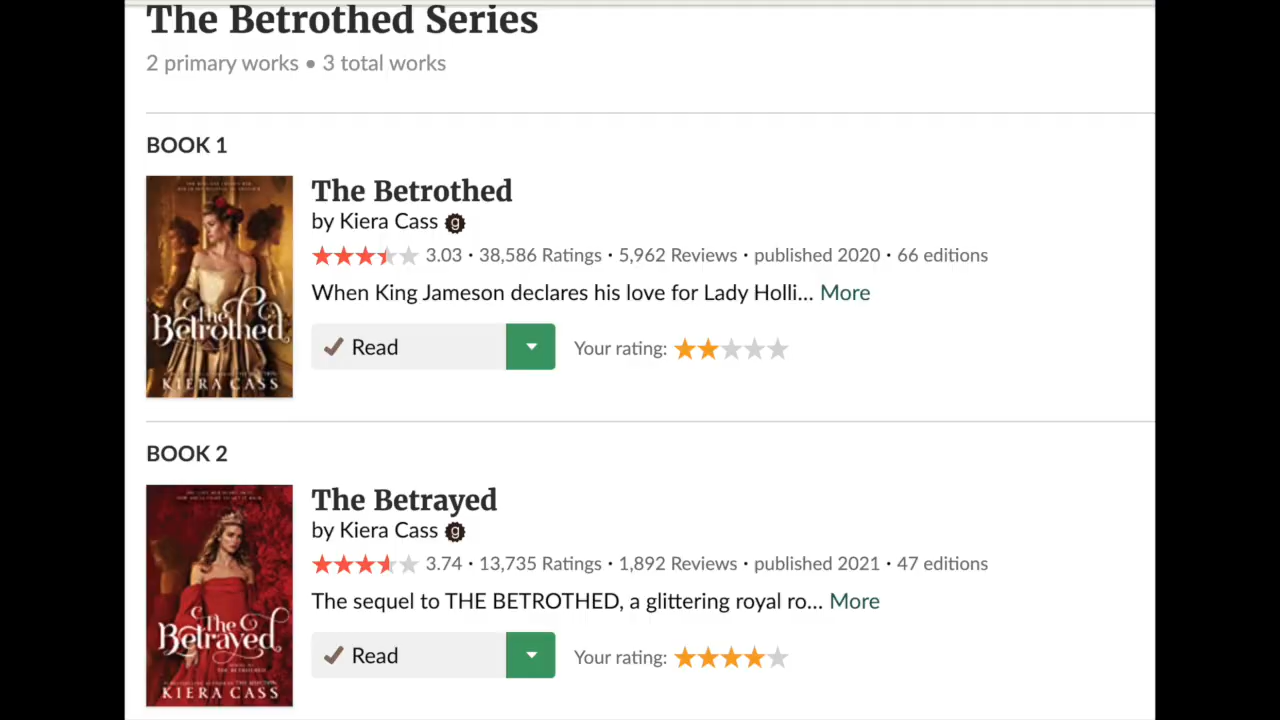 The Betrothed Series
2 primary works • 3 total works
BOOK 1
The
Betrothed
KIERA CASS
The Betrothed
by Kiera Cass g
3.03 · 38,586 Ratings · 5,962 Reviews · published 2020 · 66 editions
When King Jameson declares his love for Lady Holli... More
✓ Read
Your rating:
BOOK 2
The
Betrayed
KIERA CASS
The Betrayed
by Kiera Cass g
3.74 · 13,735 Ratings · 1,892 Reviews · published 2021 · 47 editions
The sequel to THE BETROTHED, a glittering royal ro... More
✓ Read
Your rating: